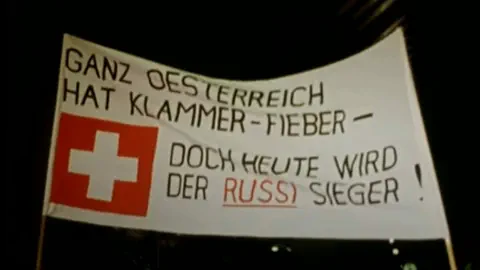 GANZ OESTERREICH
HAT KLAMMER-FIEBER-
DOCH HEUTE WIRD
DER RUSSI SIEGER!